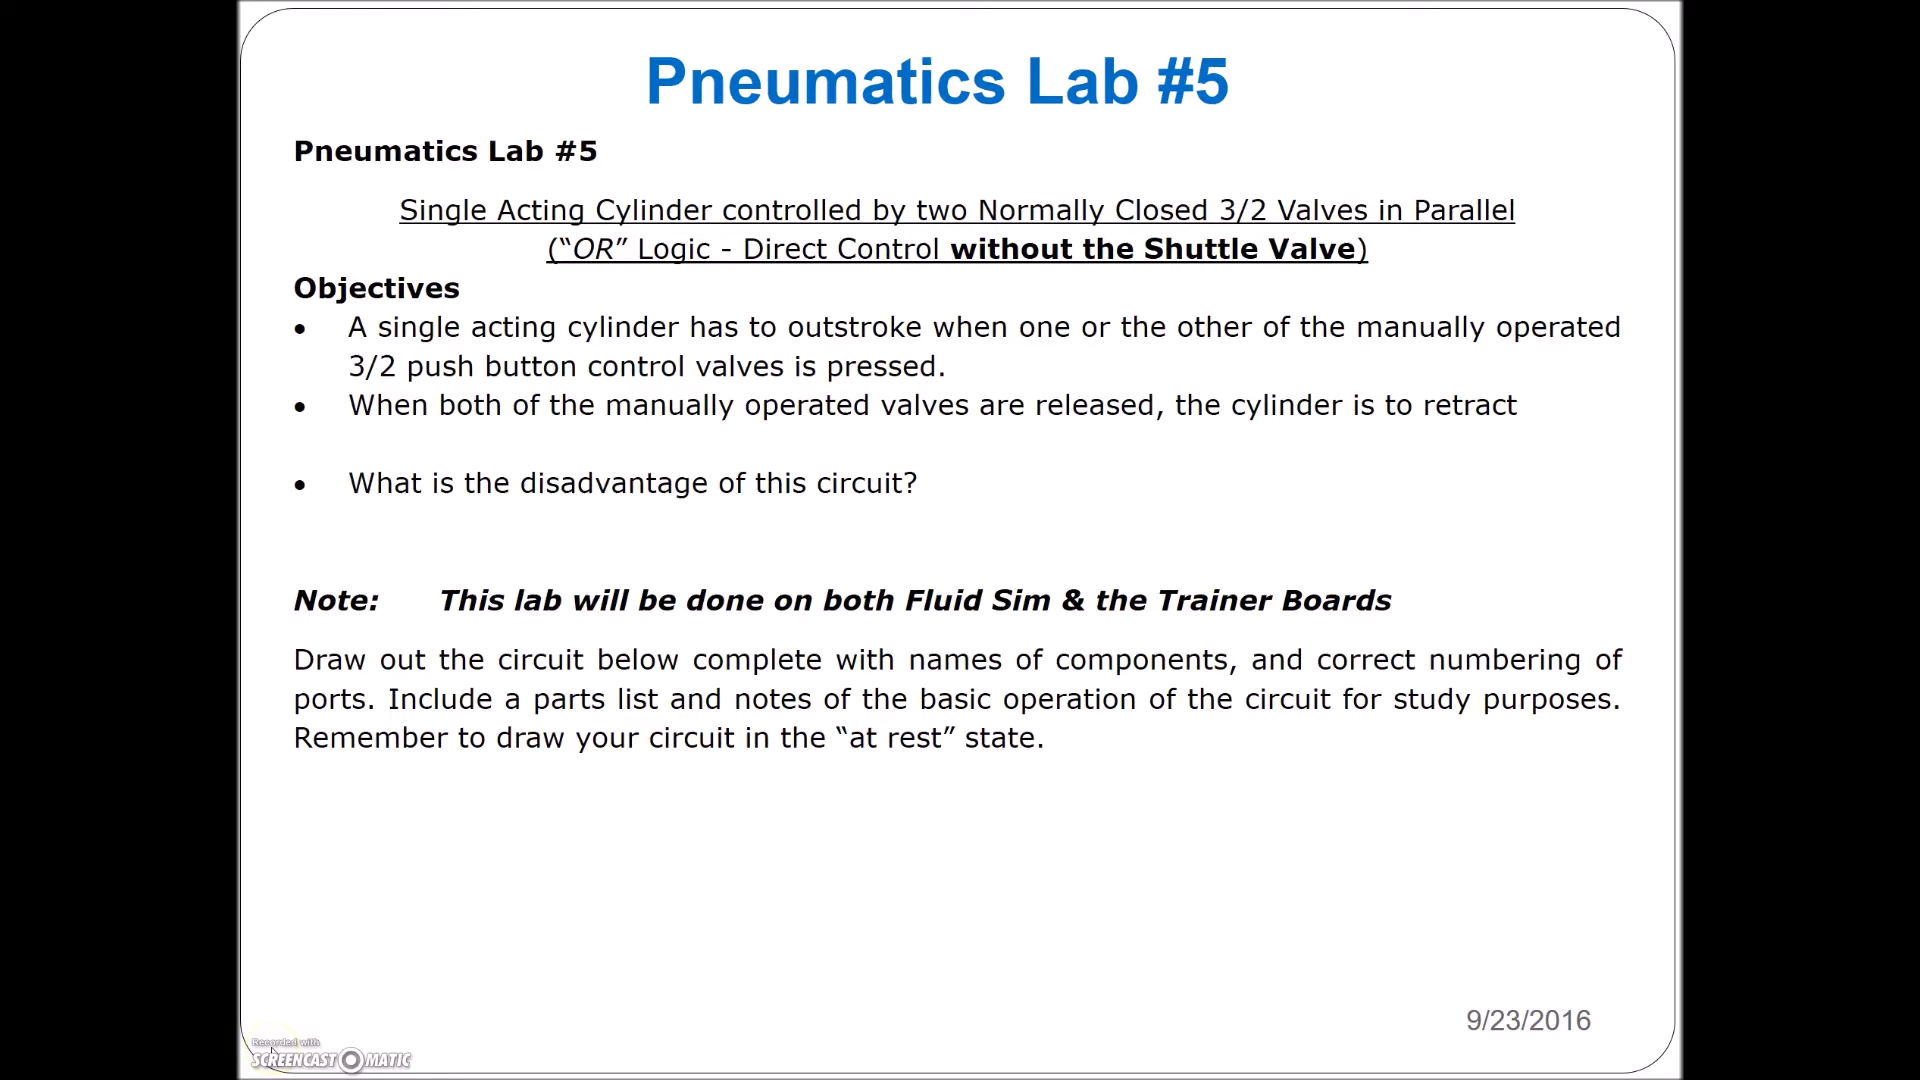 Pneumatics Lab #5
Pneumatics Lab #5
Single Acting Cylinder controlled by two Normally Closed 3/2 Valves in Parallel
(“OR” Logic - Direct Control without the Shuttle Valve)
Objectives
• A single acting cylinder has to outstroke when one or the other of the manually operated
3/2 push button control valves is pressed.
• When both of the manually operated valves are released, the cylinder is to retract
• What is the disadvantage of this circuit?
Note: This lab will be done on both Fluid Sim & the Trainer Boards
Draw out the circuit below complete with names of components, and correct numbering of
ports. Include a parts list and notes of the basic operation of the circuit for study purposes.
Remember to draw your circuit in the “at rest” state.
9/23/2016
Recorded with
SCREENCAST MATIC